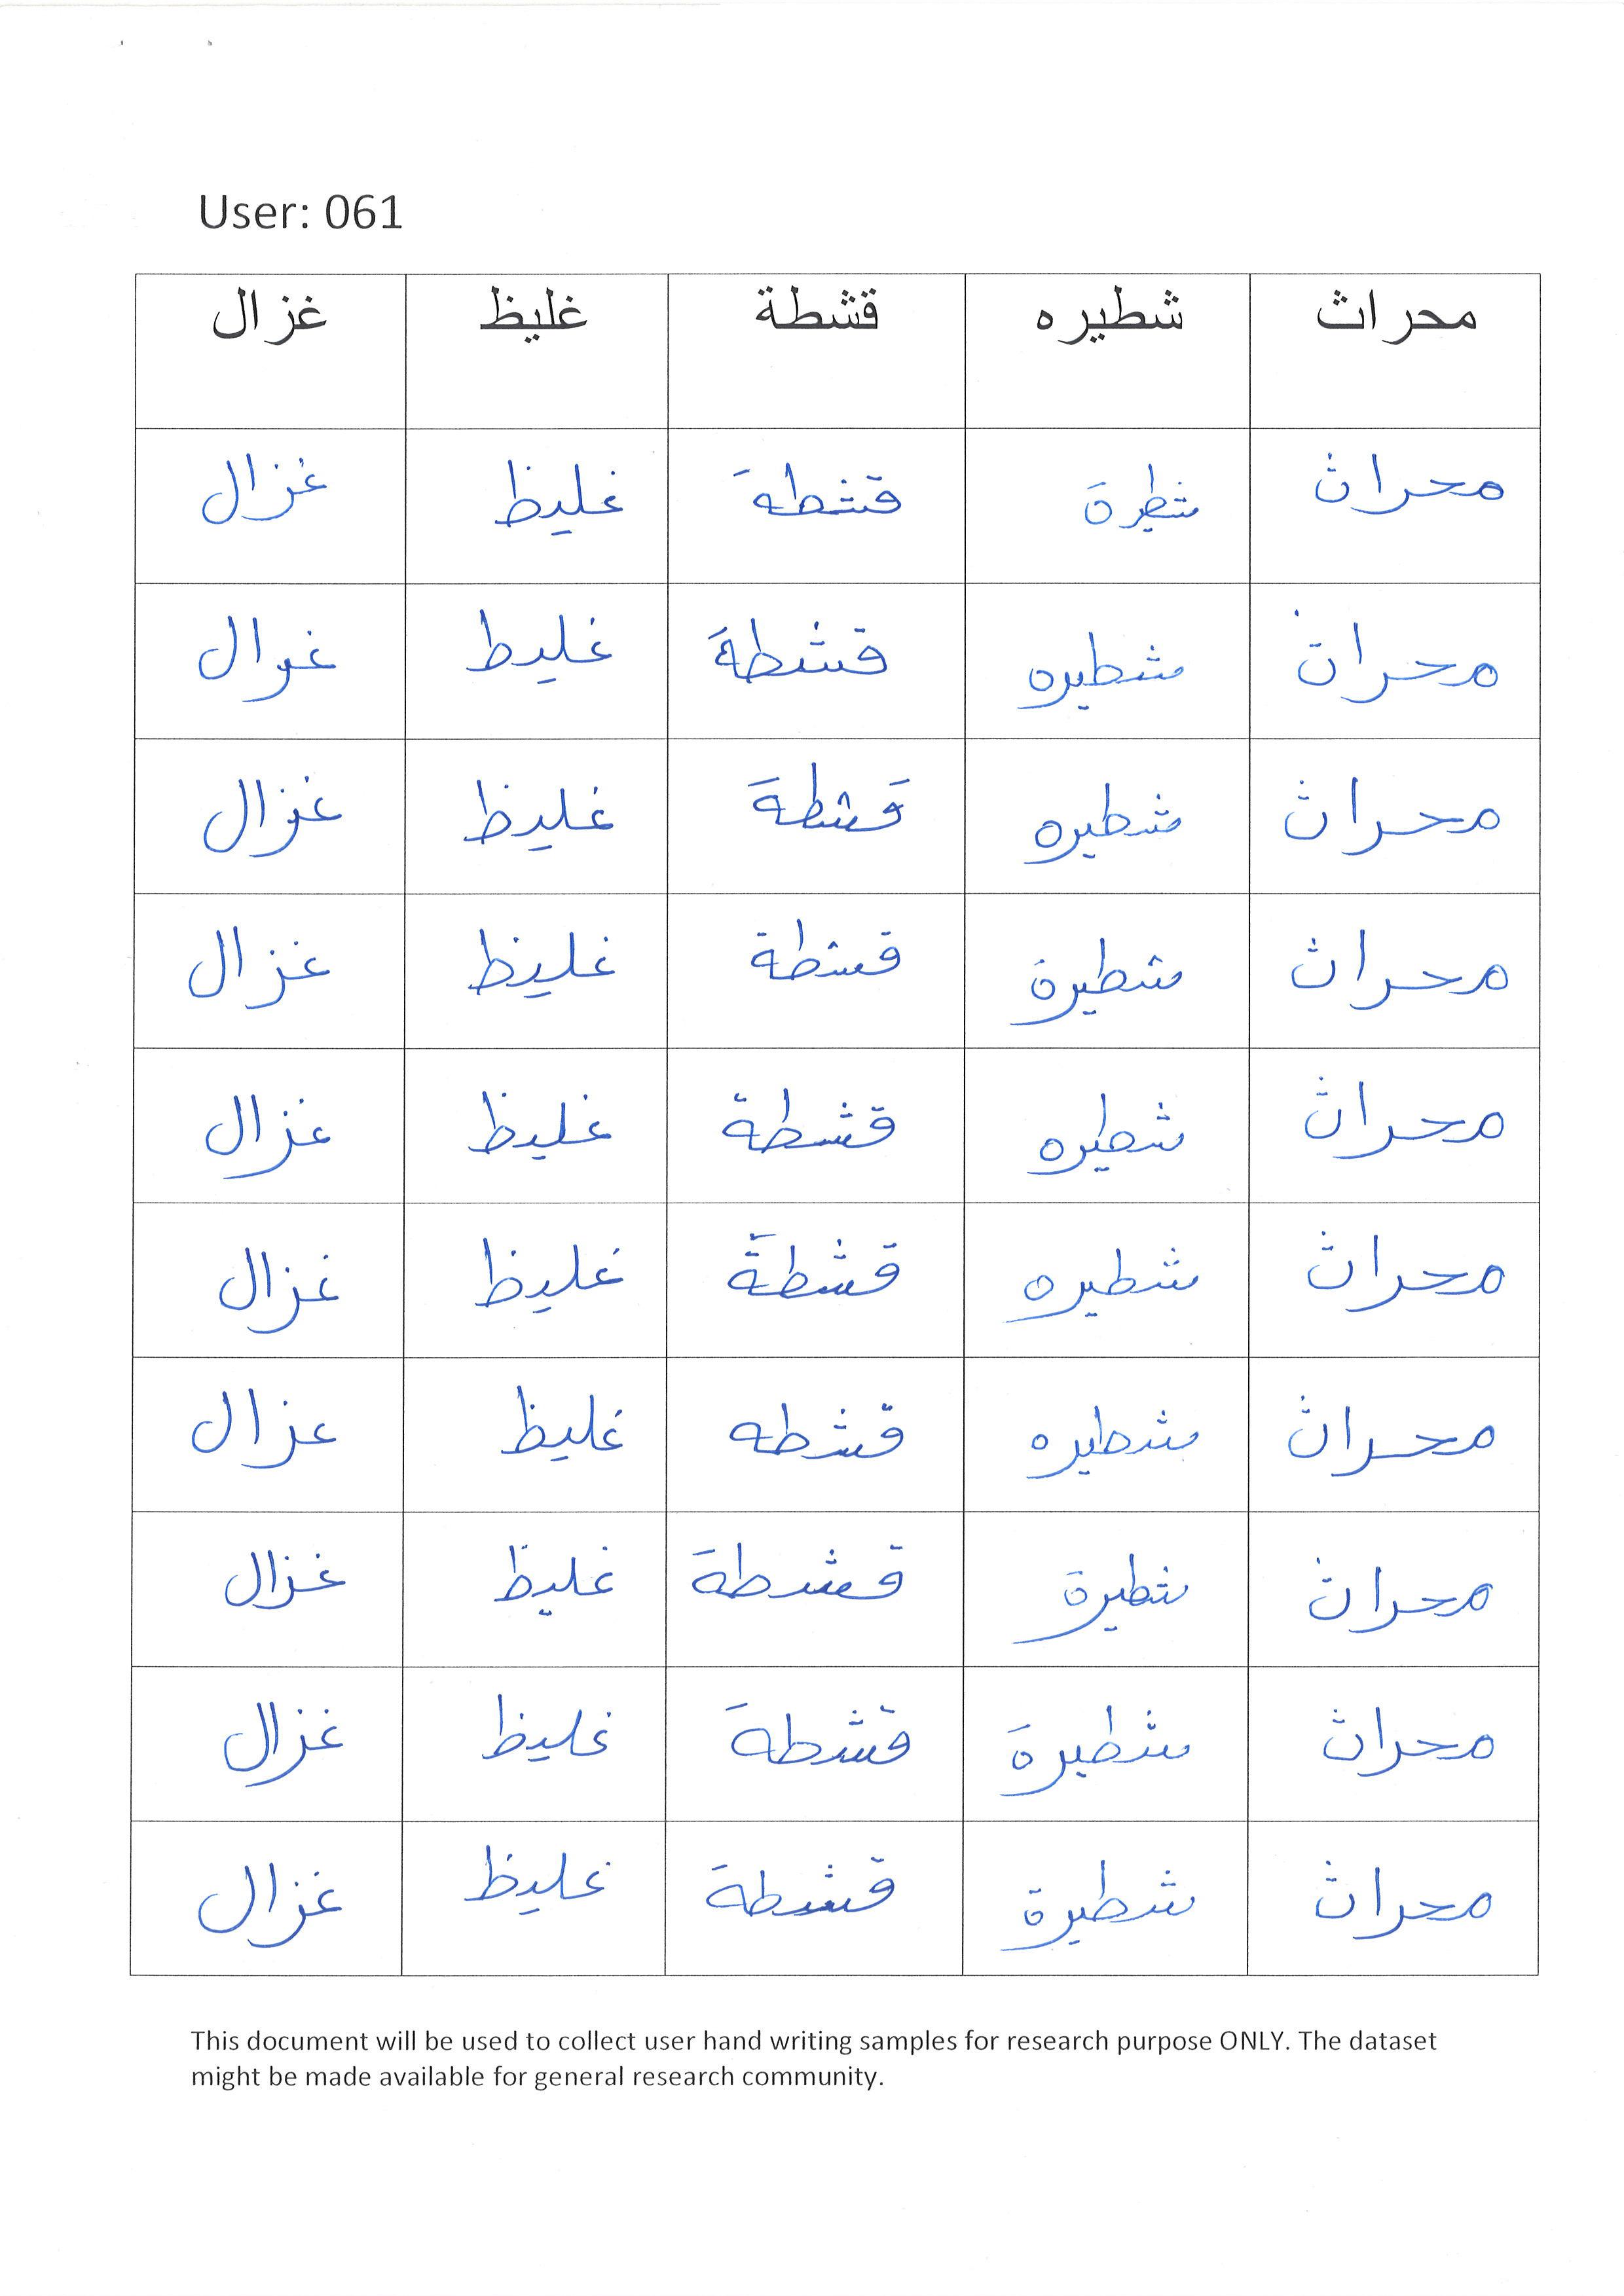 User: 061
محراث شطيره قشطة غليظ غزال
محراث شطيرة قشطة غليظ غزال
محراث شطيره قشطة غليظ غزال
محراث شطيره قشطة غليظ غزال
محراث شطيرة قشطة غليظ غزال
محراث شطيره قشطة غليظ غزال
محراث شطيره قشطة غليظ غزال
محراث شطيره قشطه غليظ غزال
محراث شطيرة قشطة غليظ غزال
محراث شطيرة قشطة غليظ غزال
محراث شطيرة قشطة غليظ غزال
This document will be used to collect user hand writing samples for research purpose ONLY. The dataset
might be made available for general research community.